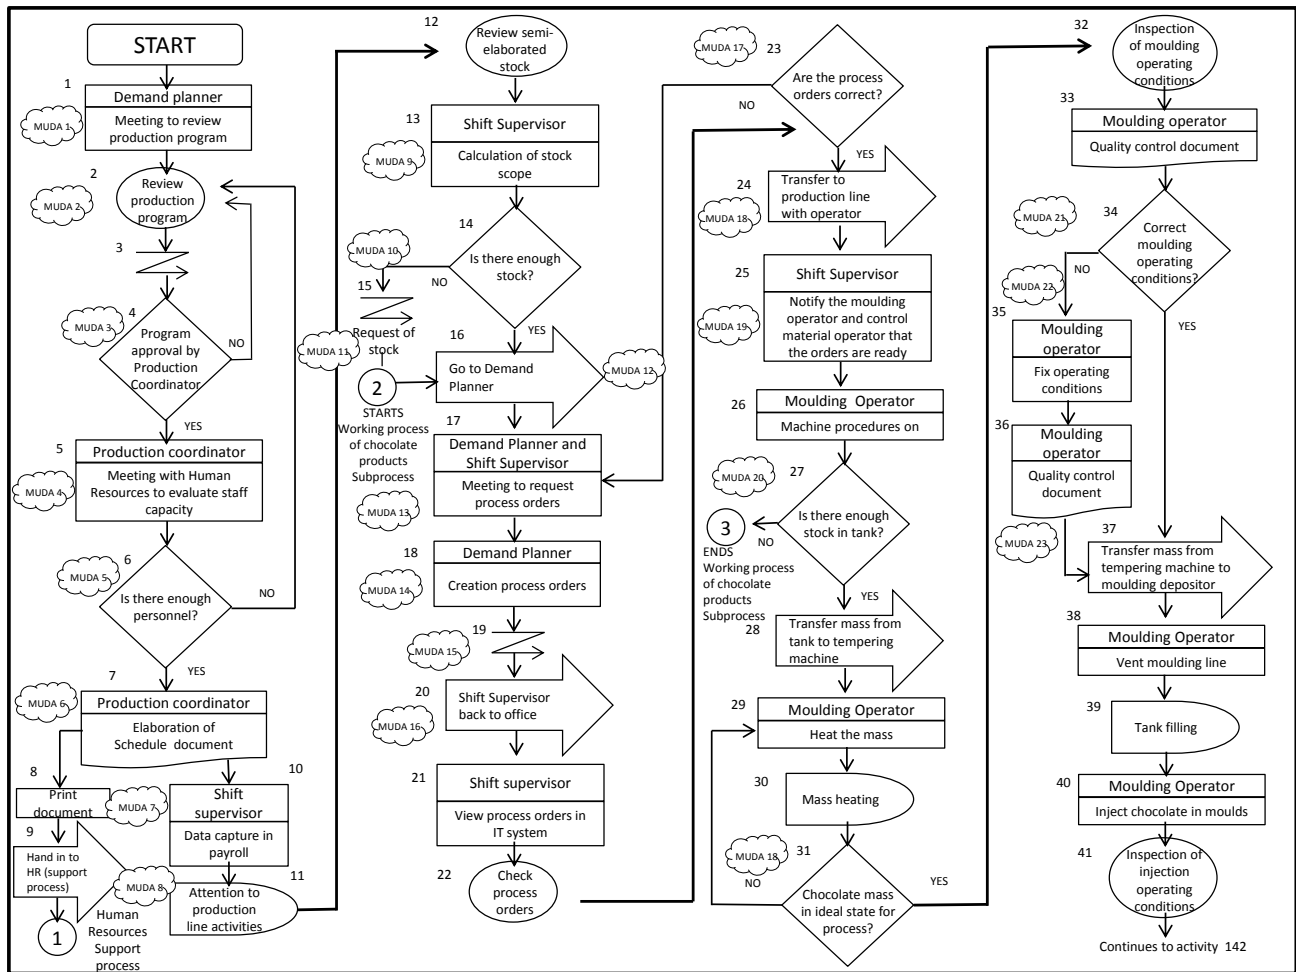 START
1
Demand planner
MUDA 1
Meeting to review
production program
2
MUDA 2
Review
production
program
3
MUDA 3
4
Program
approval by
Production
Coordinator
NO
YES
5
Production coordinator
MUDA 4
Meeting with Human
Resources to evaluate staff
capacity
6
MUDA 5
Is there enough
personnel?
NO
YES
7
MUDA 6
Production coordinator
Elaboration of
Schedule document
8
Print
document
MUDA 7
9
Hand in to
HR (support
process)
1
Human
Resources
Support
process
10
Shift
supervisor
Data capture in
payroll
MUDA 8
11
Attention to
production
line activities
12
Review semi-
elaborated
stock
13
Shift Supervisor
MUDA 9
Calculation of stock
scope
14
MUDA 10
Is there enough
stock?
NO
YES
15
MUDA 11
Request of
stock
2
STARTS
Working process
of chocolate
products
Subprocess
16
Go to Demand
Planner
MUDA 12
17
Demand Planner and
Shift Supervisor
Meeting to request
process orders
MUDA 13
18
Demand Planner
Creation process orders
MUDA 14
19
MUDA 15
20
Shift Supervisor
back to office
MUDA 16
21
Shift supervisor
View process orders in
IT system
22
Check
process
orders
MUDA 17
23
Are the process
orders correct?
NO
YES
24
Transfer to
production line
with operator
MUDA 18
25
Shift Supervisor
MUDA 19
Notify the moulding
operator and control
material operator that
the orders are ready
26
Moulding Operator
Machine procedures on
MUDA 20
27
Is there enough
stock in tank?
NO
3
ENDS
Working process
of chocolate
products
Subprocess
YES
28
Transfer mass from
tank to tempering
machine
29
Moulding Operator
Heat the mass
30
Mass heating
MUDA 18
31
NO
YES
Chocolate mass
in ideal state for
process?
32
Inspection
of moulding
operating
conditions
33
Moulding operator
Quality control document
MUDA 21
34
Correct
moulding
operating
conditions?
NO
YES
MUDA 22
35
Moulding
operator
Fix operating
conditions
36
Moulding
operator
Quality control
document
MUDA 23
37
Transfer mass from
tempering machine to
moulding depositor
38
Moulding Operator
Vent moulding line
39
Tank filling
40
Moulding Operator
Inject chocolate in moulds
41
Inspection of
injection
operating
conditions
Continues to activity 142